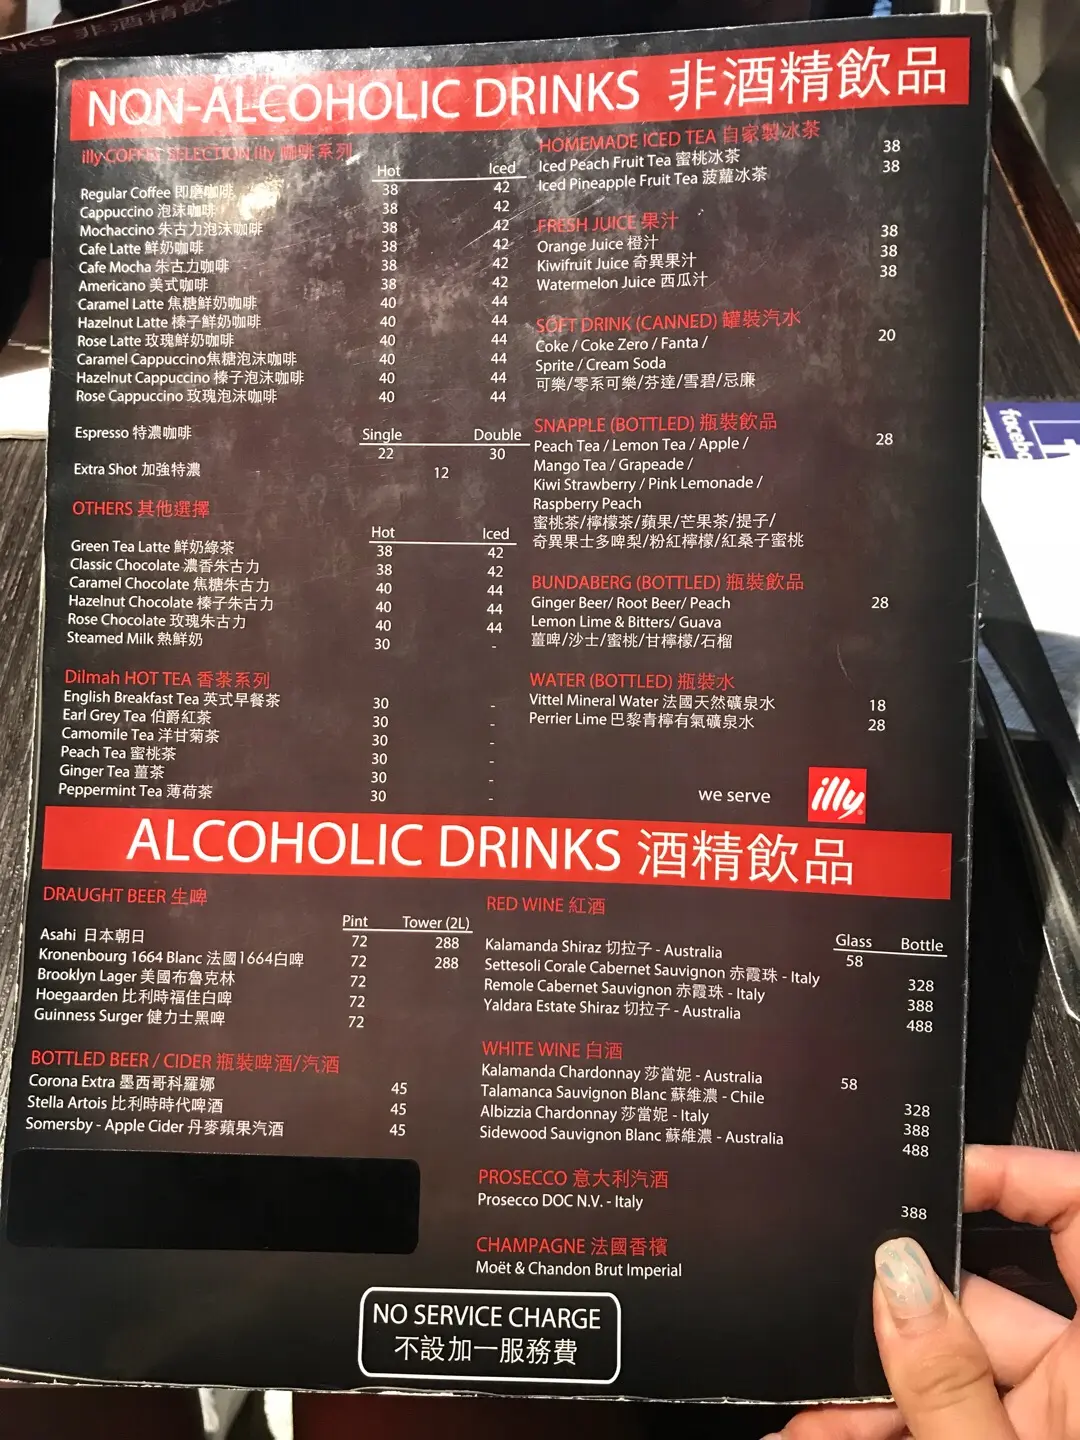 NKS 非酒精飲
NON-ALCOHOLIC DRINKS 非酒精飲品
illy COFFEE SELECTION illy 咖啡系列
Hot Iced
Regular Coffee 即磨咖啡 38 42
Cappuccino 泡沫咖啡 38 42
Mochaccino 朱古力泡沫咖啡 38 42
Cafe Latte 鮮奶咖啡 38 42
Cafe Mocha 朱古力咖啡 38 42
Americano 美式咖啡 38 42
Caramel Latte 焦糖鮮奶咖啡 40 44
Hazelnut Latte 榛子鮮奶咖啡 40 44
Rose Latte 玫瑰鮮奶咖啡 40 44
Caramel Cappuccino焦糖泡沫咖啡 40 44
Hazelnut Cappuccino 榛子泡沫咖啡 40 44
Rose Cappuccino 玫瑰泡沫咖啡 40 44
Single Double
Espresso 特濃咖啡 22 30
Extra Shot 加強特濃 12
OTHERS 其他選擇
Hot Iced
Green Tea Latte 鮮奶綠茶 38 42
Classic Chocolate 濃香朱古力 38 42
Caramel Chocolate 焦糖朱古力 40 44
Hazelnut Chocolate 榛子朱古力 40 44
Rose Chocolate 玫瑰朱古力 40 44
Steamed Milk 熱鮮奶 30 -
Dilmah HOT TEA 香茶系列
English Breakfast Tea 英式早餐茶 30 -
Earl Grey Tea 伯爵紅茶 30 -
Camomile Tea 洋甘菊茶 30 -
Peach Tea 蜜桃茶 30 -
Ginger Tea 薑茶 30 -
Peppermint Tea 薄荷茶 30 -
HOMEMADE ICED TEA 自家製冰茶
Iced Peach Fruit Tea 蜜桃冰茶 38
Iced Pineapple Fruit Tea 菠蘿冰茶 38
FRESH JUICE 果汁
Orange Juice 橙汁 38
Kiwifruit Juice 奇異果汁 38
Watermelon Juice 西瓜汁 38
SOFT DRINK (CANNED) 罐裝汽水
Coke / Coke Zero / Fanta / 20
Sprite / Cream Soda
可樂/零系可樂/芬達/雪碧/忌廉
SNAPPLE (BOTTLED) 瓶裝飲品
Peach Tea / Lemon Tea / Apple / 28
Mango Tea / Grapeade /
Kiwi Strawberry / Pink Lemonade /
Raspberry Peach
蜜桃茶/檸檬茶/蘋果/芒果茶/提子/
奇異果士多啤梨/粉紅檸檬/紅桑子蜜桃
BUNDABERG (BOTTLED) 瓶裝飲品
Ginger Beer/ Root Beer/ Peach 28
Lemon Lime & Bitters/ Guava
薑啤/沙士/蜜桃/甘檸檬/石榴
WATER (BOTTLED) 瓶裝水
Vittel Mineral Water 法國天然礦泉水 18
Perrier Lime 巴黎青檸有氣礦泉水 28
we serve illy
ALCOHOLIC DRINKS 酒精飲品
DRAUGHT BEER 生啤
Pint Tower (2L)
Asahi 日本朝日 72 288
Kronenbourg 1664 Blanc 法國1664白啤 72 288
Brooklyn Lager 美國布魯克林 72
Hoegaarden 比利時福佳白啤 72
Guinness Surger 健力士黑啤 72
BOTTLED BEER / CIDER 瓶裝啤酒/汽酒
Corona Extra 墨西哥科羅娜 45
Stella Artois 比利時時代啤酒 45
Somersby - Apple Cider 丹麥蘋果汽酒 45
RED WINE 紅酒
Glass Bottle
Kalamanda Shiraz 切拉子 - Australia 58
Settesoli Corale Cabernet Sauvignon 赤霞珠 - Italy 328
Remole Cabernet Sauvignon 赤霞珠 - Italy 388
Yaldara Estate Shiraz 切拉子 - Australia 488
WHITE WINE 白酒
Kalamanda Chardonnay 莎當妮 - Australia 58
Talamanca Sauvignon Blanc 蘇維濃 - Chile 328
Albizzia Chardonnay 莎當妮 - Italy 388
Sidewood Sauvignon Blanc 蘇維濃 - Australia 488
PROSECCO 意大利汽酒
Prosecco DOC N.V. - Italy 388
CHAMPAGNE 法國香檳
Moët & Chandon Brut Imperial
NO SERVICE CHARGE
不設加一服務費
facebo